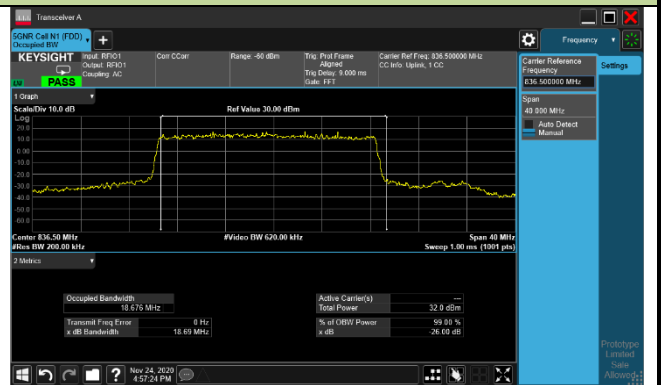 Transceiver A
5GNR Cell N1 (FDD)
Occupied BW
Frequency
KEYSIGHT
Input: RFIO1
Output: RFIO1
Coupling: AC
Corr CCorr
Range: -60 dBm
Trig: Prot Frame
Aligned
Trig Delay: 9.000 ms
Gate: FFT
Carrier Ref Freq: 836.500000 MHz
CC Info: Uplink, 1 CC
PASS
Carrier Reference
Frequency
836.500000 MHz
Settings
Span
40.000 MHz
Auto Detect
Manual
1 Graph
Scale/Div 10.0 dB
Ref Value 30.00 dBm
Log
20.0
10.0
0.00
-10.0
-20.0
-30.0
-40.0
-50.0
-60.0
Center 836.50 MHz
#Video BW 620.00 kHz
Span 40 MHz
#Res BW 200.00 kHz
Sweep 1.00 ms (1001 pts)
2 Metrics
Occupied Bandwidth
18.676 MHz
Active Carrier(s)
---
Total Power
32.0 dBm
Transmit Freq Error
0 Hz
x dB Bandwidth
18.69 MHz
% of OBW Power
99.00 %
x dB
-26.00 dB
Prototype
Limited
Sale
Allowed
Nov 24, 2020
4:57:24 PM